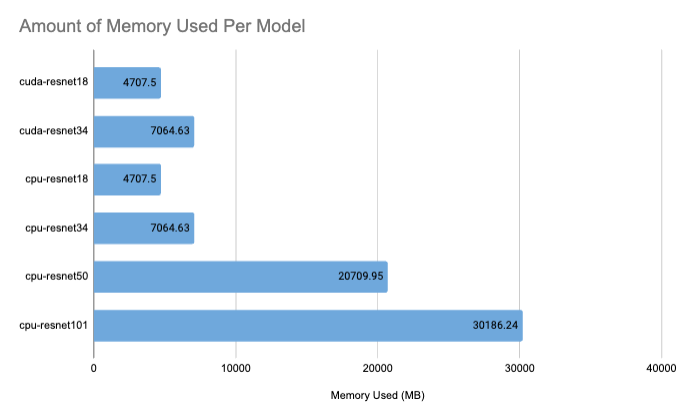 Amount of Memory Used Per Model
cuda-resnet18 4707.5
cuda-resnet34 7064.63
cpu-resnet18 4707.5
cpu-resnet34 7064.63
cpu-resnet50 20709.95
cpu-resnet101 30186.24
0 10000 20000 30000 40000
Memory Used (MB)